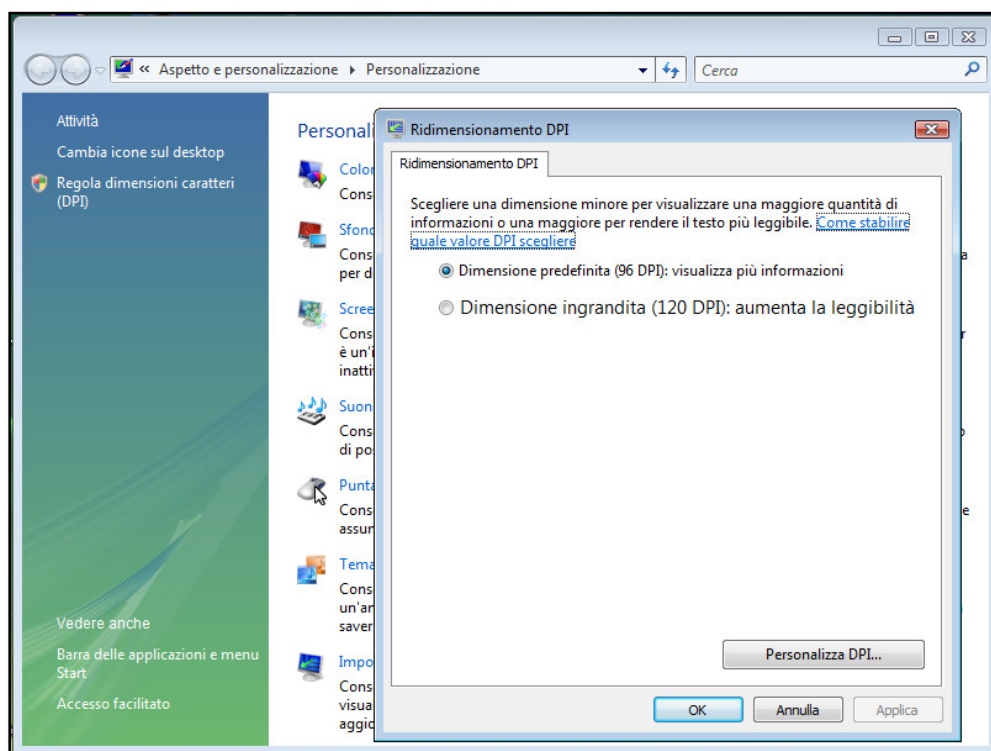 « Aspetto e personalizzazione Personalizzazione
Cerca
Attività
Cambia icone sul desktop
Regola dimensioni caratteri
(DPI)
Vedere anche
Barra delle applicazioni e menu
Start
Accesso facilitato
Personali
Color
Cons
Sfond
Cons
per d
Scree
Cons
è un'i
inatti
Suon
Cons
di po
Punta
Cons
assun
Tema
Cons
un'ar
saver
Impo
Cons
visua
aggio
Ridimensionamento DPI
Ridimensionamento DPI
Scegliere una dimensione minore per visualizzare una maggiore quantità di
informazioni o una maggiore per rendere il testo più leggibile. Come stabilire
quale valore DPI scegliere
Dimensione predefinita (96 DPI): visualizza più informazioni
Dimensione ingrandita (120 DPI): aumenta la leggibilità
Personalizza DPI...
OK Annulla Applica